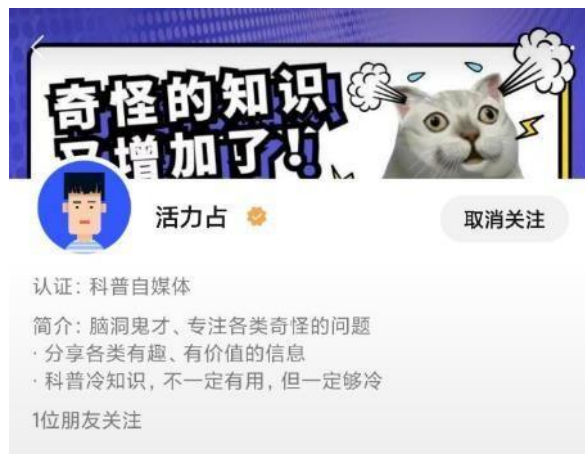 奇怪的知识
又增加了!
活力占
取消关注
认证：科普自媒体
简介：脑洞鬼才、专注各类奇怪的问题
· 分享各类有趣、有价值的信息
· 科普冷知识，不一定有用，但一定够冷
1位朋友关注